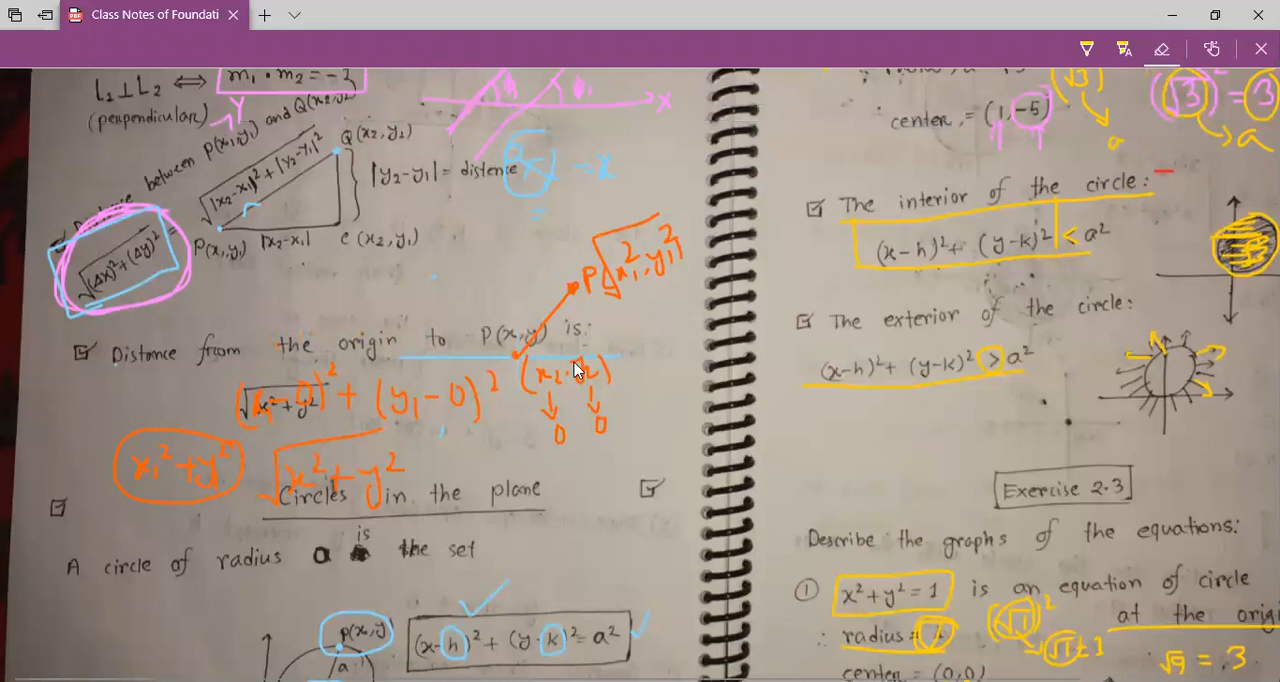 Class Notes of Foundati
L1 ⊥ L2 ⟺ m1 · m2 = -1
(perpendicular)
Y
X
Distance between P(x1,y1) and Q(x2,y2)
√(Δx)² + (Δy)² =
√|x2-x1|² + |y2-y1|²
Q(x2,y2)
|y2-y1| = distence
P(x1,y1)
|x2-x1|
C(x2,y1)
P(x1², y1²)
Distance from the origin to P(x,y) is:
√x²+y²
(x1-0)² + (y1-0)²
0 0
x1²+y1²
√x²+y²
Circles in the plane
A circle of radius a is the set
P(x,y)
a
(x-h)² + (y-k)² = a²
center = (1,-5)
(√3)
a
(√3)² = 3
a
The interior of the circle:
(x-h)² + (y-k)² < a²
The exterior of the circle:
(x-h)² + (y-k)² > a²
Exercise 2.3
Describe the graphs of the equations:
① x²+y²=1 is an equation of circle
at the origi
∴ radius =
(√1)²
√1=1
√9 = 3
center = (0,0)